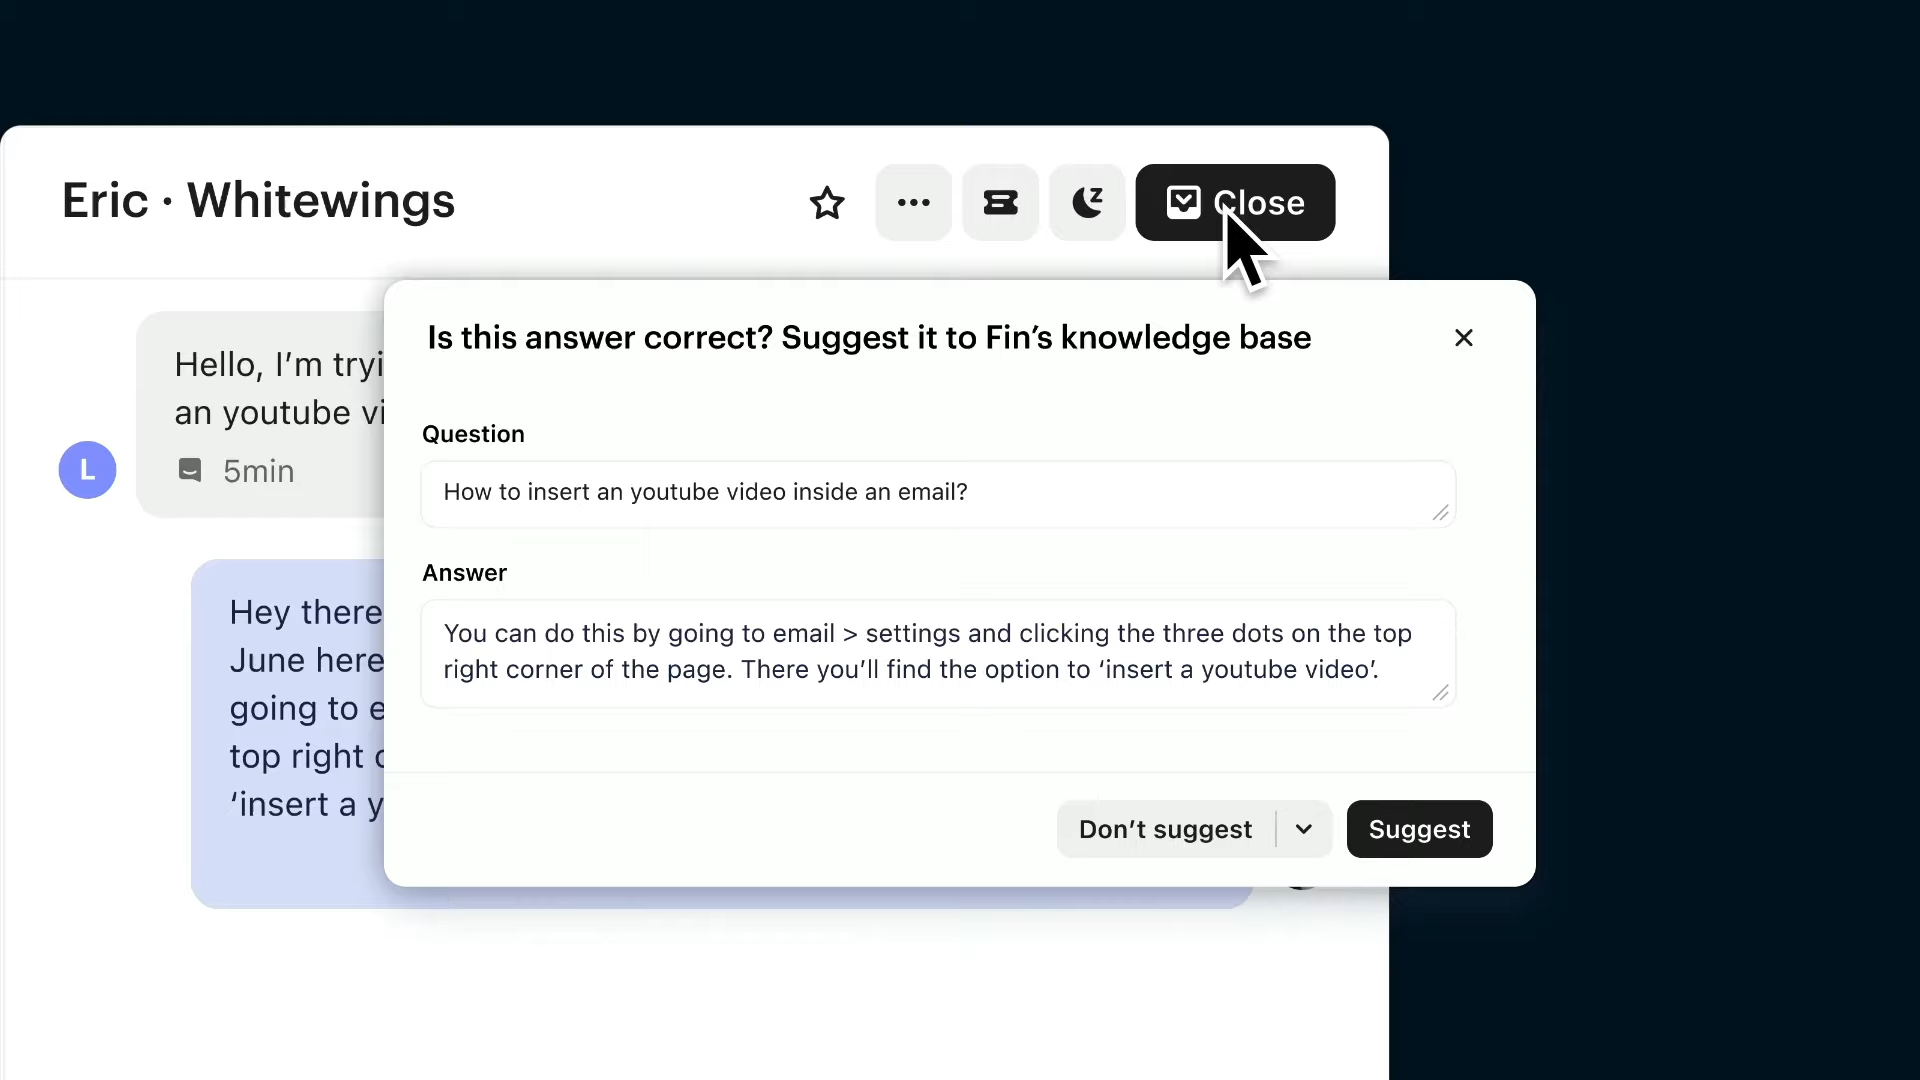 Eric · Whitewings
Close
Hello, I’m tryi
an youtube vi
L
5min
Hey there
June here
going to e
top right
‘insert a y
Is this answer correct? Suggest it to Fin’s knowledge base
Question
How to insert an youtube video inside an email?
Answer
You can do this by going to email > settings and clicking the three dots on the top
right corner of the page. There you’ll find the option to ‘insert a youtube video’.
Don’t suggest
Suggest